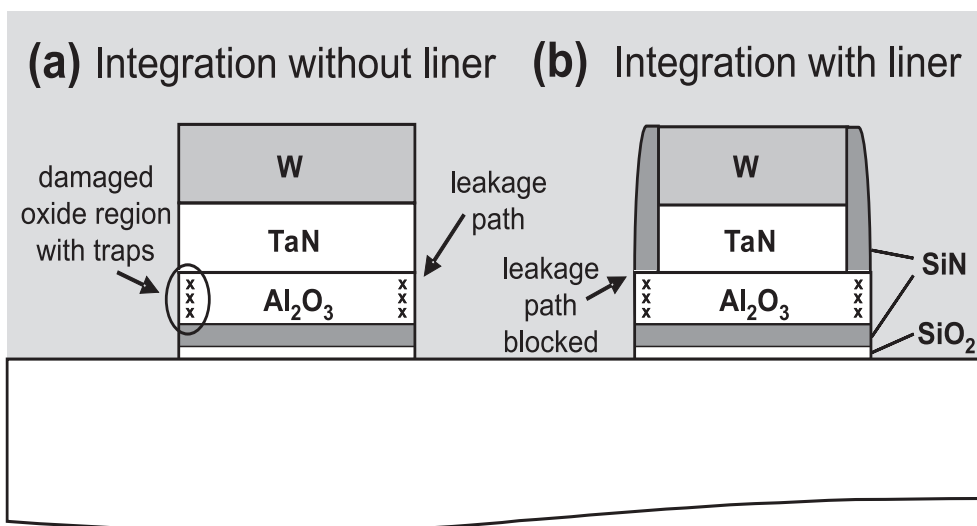 (a) Integration without liner
(b) Integration with liner
damaged
oxide region
with traps
W
TaN
x
x
x
Al₂O₃
x
x
x
leakage
path
W
TaN
x
x
x
Al₂O₃
x
x
x
leakage
path
blocked
SiN
SiO₂